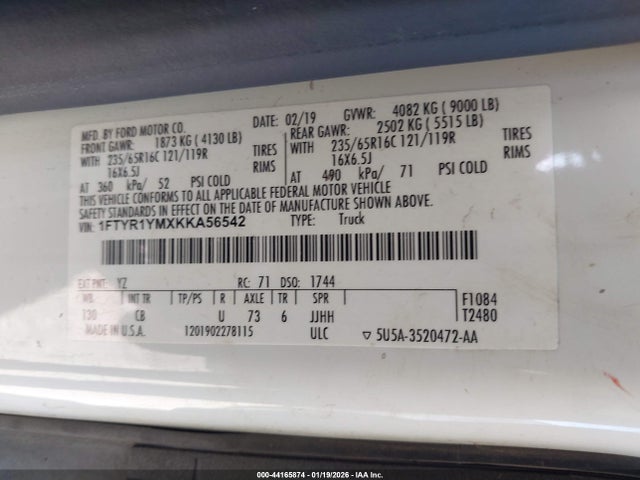 MFD. BY FORD MOTOR CO.
DATE: 02/19 GVWR: 4082 KG ( 9000 LB)
FRONT GAWR: 1873 KG ( 4130 LB)
REAR GAWR: 2502 KG ( 5515 LB)
WITH 235/65R16C 121/119R TIRES
WITH 235/65R16C 121/119R TIRES
16X6.5J RIMS
16X6.5J RIMS
AT 360 kPa/ 52 PSI COLD
AT 490 kPa/ 71 PSI COLD
THIS VEHICLE CONFORMS TO ALL APPLICABLE FEDERAL MOTOR VEHICLE
SAFETY STANDARDS IN EFFECT ON THE DATE OF MANUFACTURE SHOWN ABOVE.
VIN: 1FTYR1YMXKKA56542 TYPE: Truck
EXT PNT: YZ RC: 71 DSO: 1744
WB INT TR TP/PS R AXLE TR SPR F1084
130 CB U 73 6 JJHH T2480
MADE IN U.S.A. 1201902278115 ULC ▽ 5U5A-3520472-AA
000-44165874 | 01/19/2026 - IAA Inc.